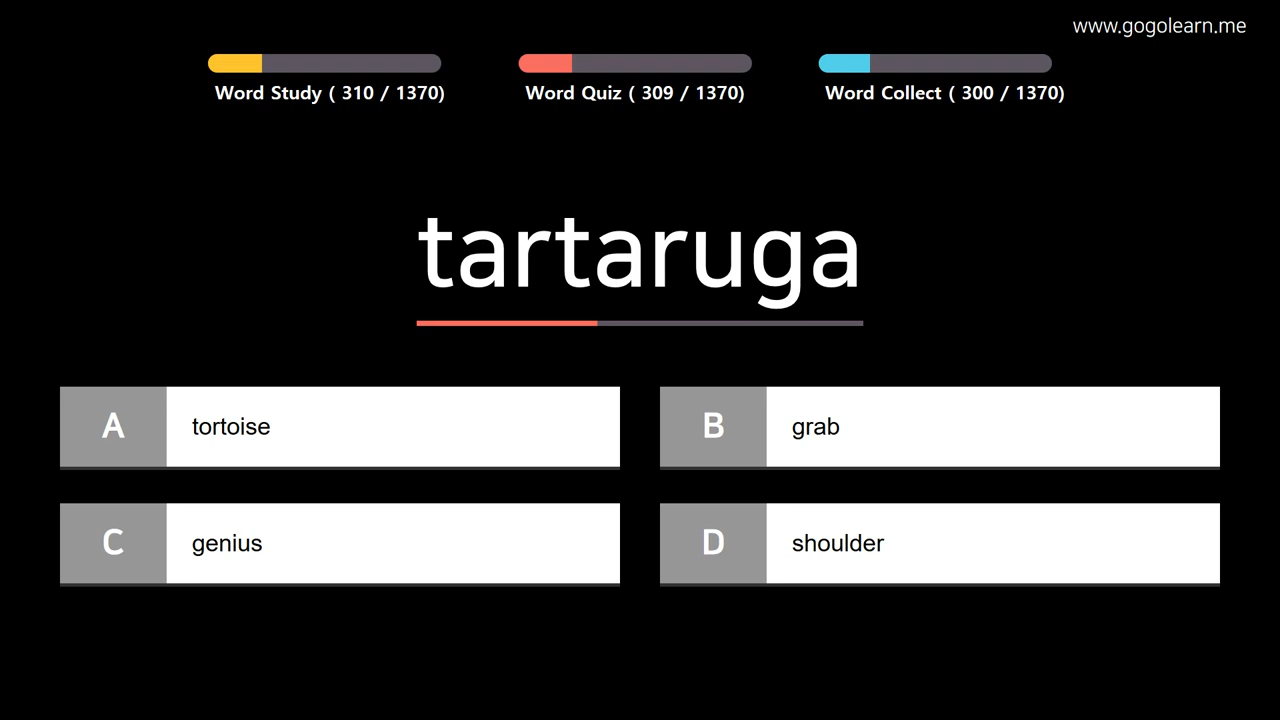 www.gogolearn.me
Word Study ( 310 / 1370)
Word Quiz ( 309 / 1370)
Word Collect ( 300 / 1370)
tartaruga
A tortoise
B grab
C genius
D shoulder